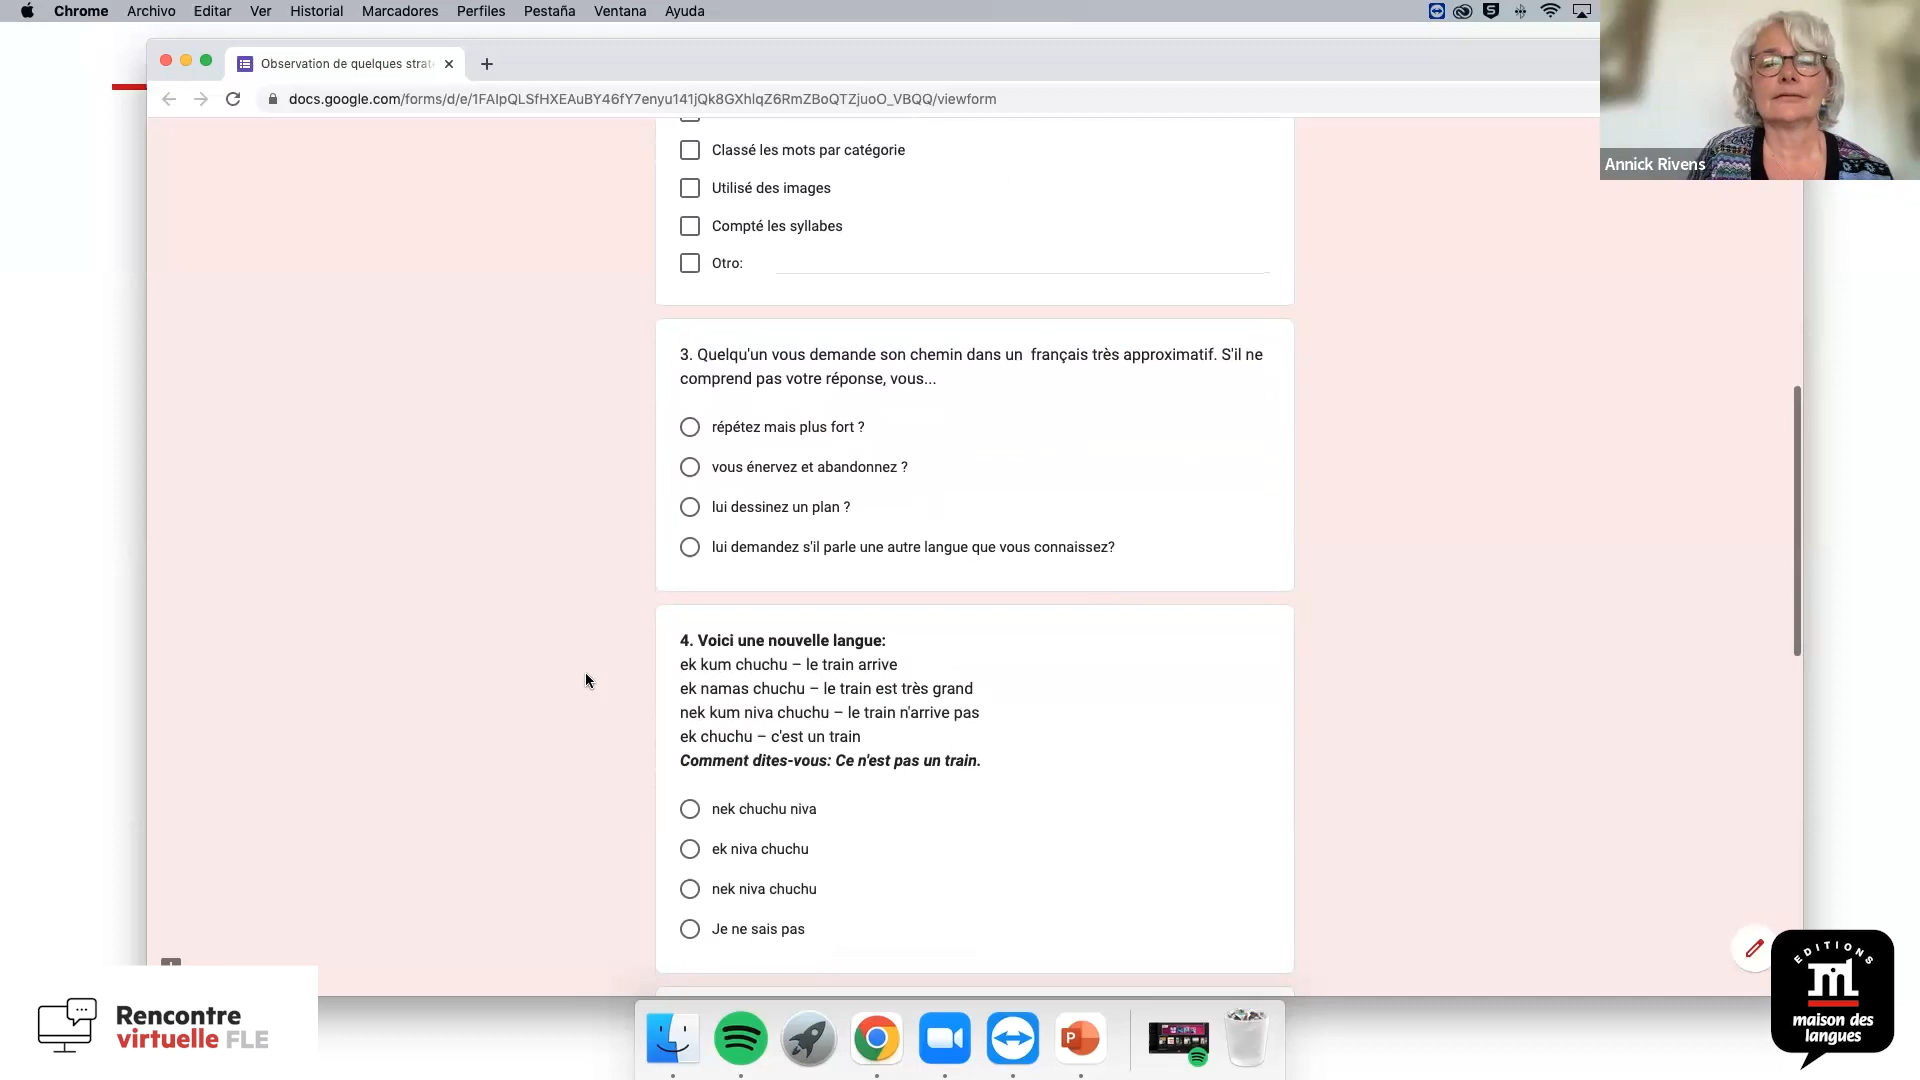 Chrome Archivo Editar Ver Historial Marcadores Perfiles Pestaña Ventana Ayuda
Observation de quelques strat
docs.google.com/forms/d/e/1FAIpQLSfHXEAuBY46fY7enyu141jQk8GXhlqZ6RmZBoQTZjuoO_VBQQ/viewform
Annick Rivens
Classé les mots par catégorie
Utilisé des images
Compté les syllabes
Otro:
3. Quelqu'un vous demande son chemin dans un français très approximatif. S'il ne
comprend pas votre réponse, vous...
répétez mais plus fort ?
vous énervez et abandonnez ?
lui dessinez un plan ?
lui demandez s'il parle une autre langue que vous connaissez?
4. Voici une nouvelle langue:
ek kum chuchu – le train arrive
ek namas chuchu – le train est très grand
nek kum niva chuchu – le train n'arrive pas
ek chuchu – c'est un train
Comment dites-vous: Ce n'est pas un train.
nek chuchu niva
ek niva chuchu
nek niva chuchu
Je ne sais pas
Rencontre
virtuelle FLE
EDITIONS
maison des
langues